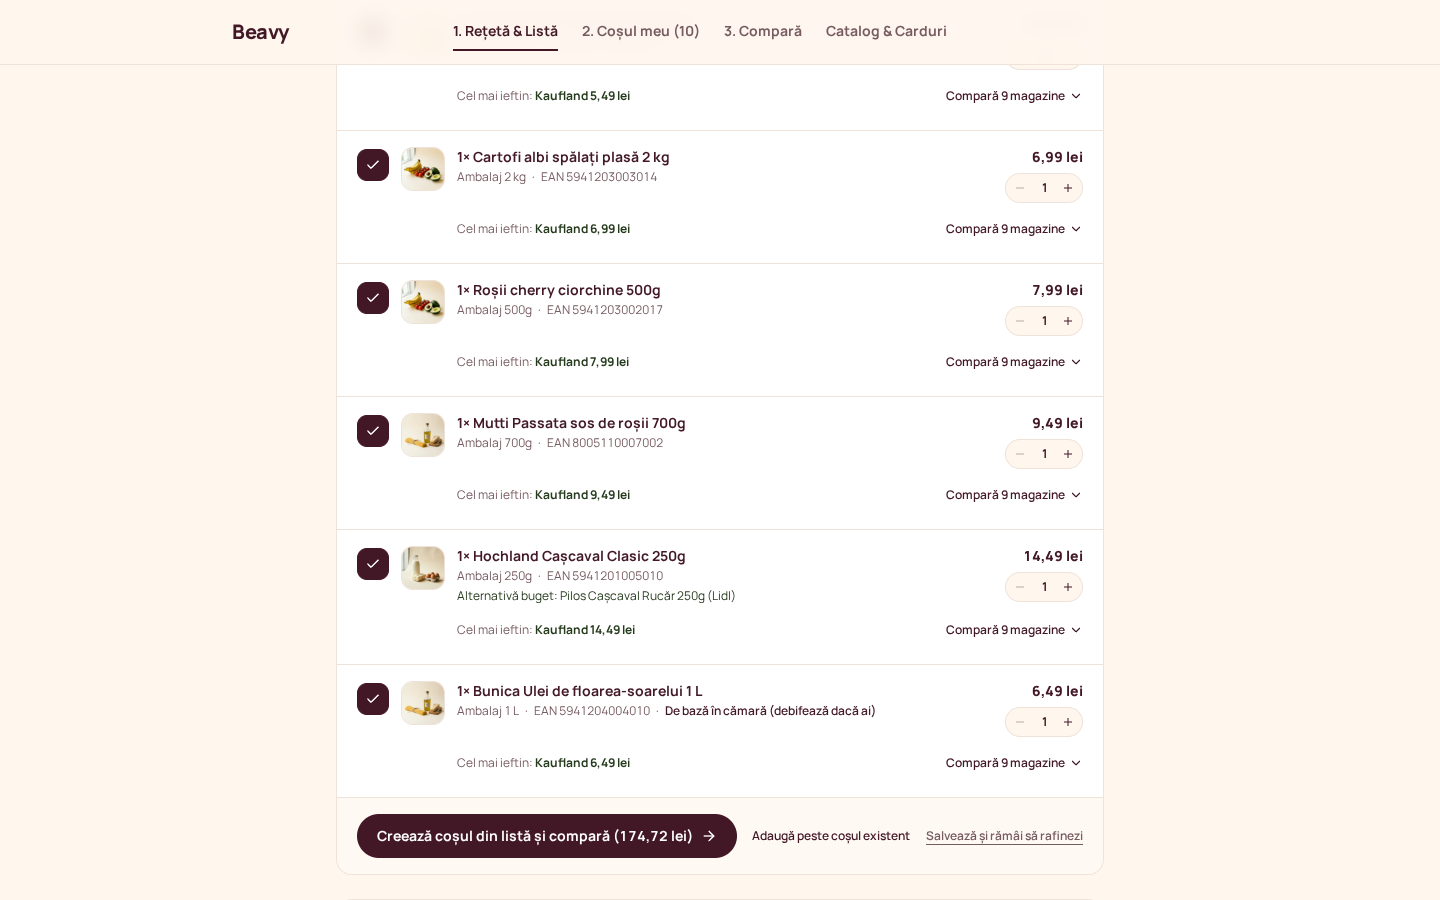 Beavy
1. Rețetă & Listă
2. Coșul meu (10)
3. Compară
Catalog & Carduri
Cel mai ieftin: Kaufland 5,49 lei
Compară 9 magazine
1× Cartofi albi spălați plasă 2 kg
6,99 lei
Ambalaj 2 kg · EAN 5941203003014
− 1 +
Cel mai ieftin: Kaufland 6,99 lei
Compară 9 magazine
1× Roșii cherry ciorchine 500g
7,99 lei
Ambalaj 500g · EAN 5941203002017
− 1 +
Cel mai ieftin: Kaufland 7,99 lei
Compară 9 magazine
1× Mutti Passata sos de roșii 700g
9,49 lei
Ambalaj 700g · EAN 8005110007002
− 1 +
Cel mai ieftin: Kaufland 9,49 lei
Compară 9 magazine
1× Hochland Cașcaval Clasic 250g
14,49 lei
Ambalaj 250g · EAN 5941201005010
− 1 +
Alternativă buget: Pilos Cașcaval Rucăr 250g (Lidl)
Cel mai ieftin: Kaufland 14,49 lei
Compară 9 magazine
1× Bunica Ulei de floarea-soarelui 1 L
6,49 lei
Ambalaj 1 L · EAN 5941204004010 · De bază în cămară (debifează dacă ai)
− 1 +
Cel mai ieftin: Kaufland 6,49 lei
Compară 9 magazine
Creează coșul din listă și compară (174,72 lei) →
Adaugă peste coșul existent
Salvează și rămâi să rafinezi